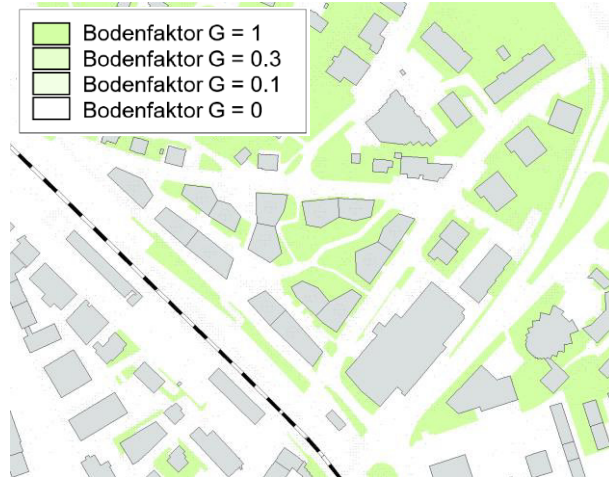 Bodenfaktor G = 1
Bodenfaktor G = 0.3
Bodenfaktor G = 0.1
Bodenfaktor G = 0